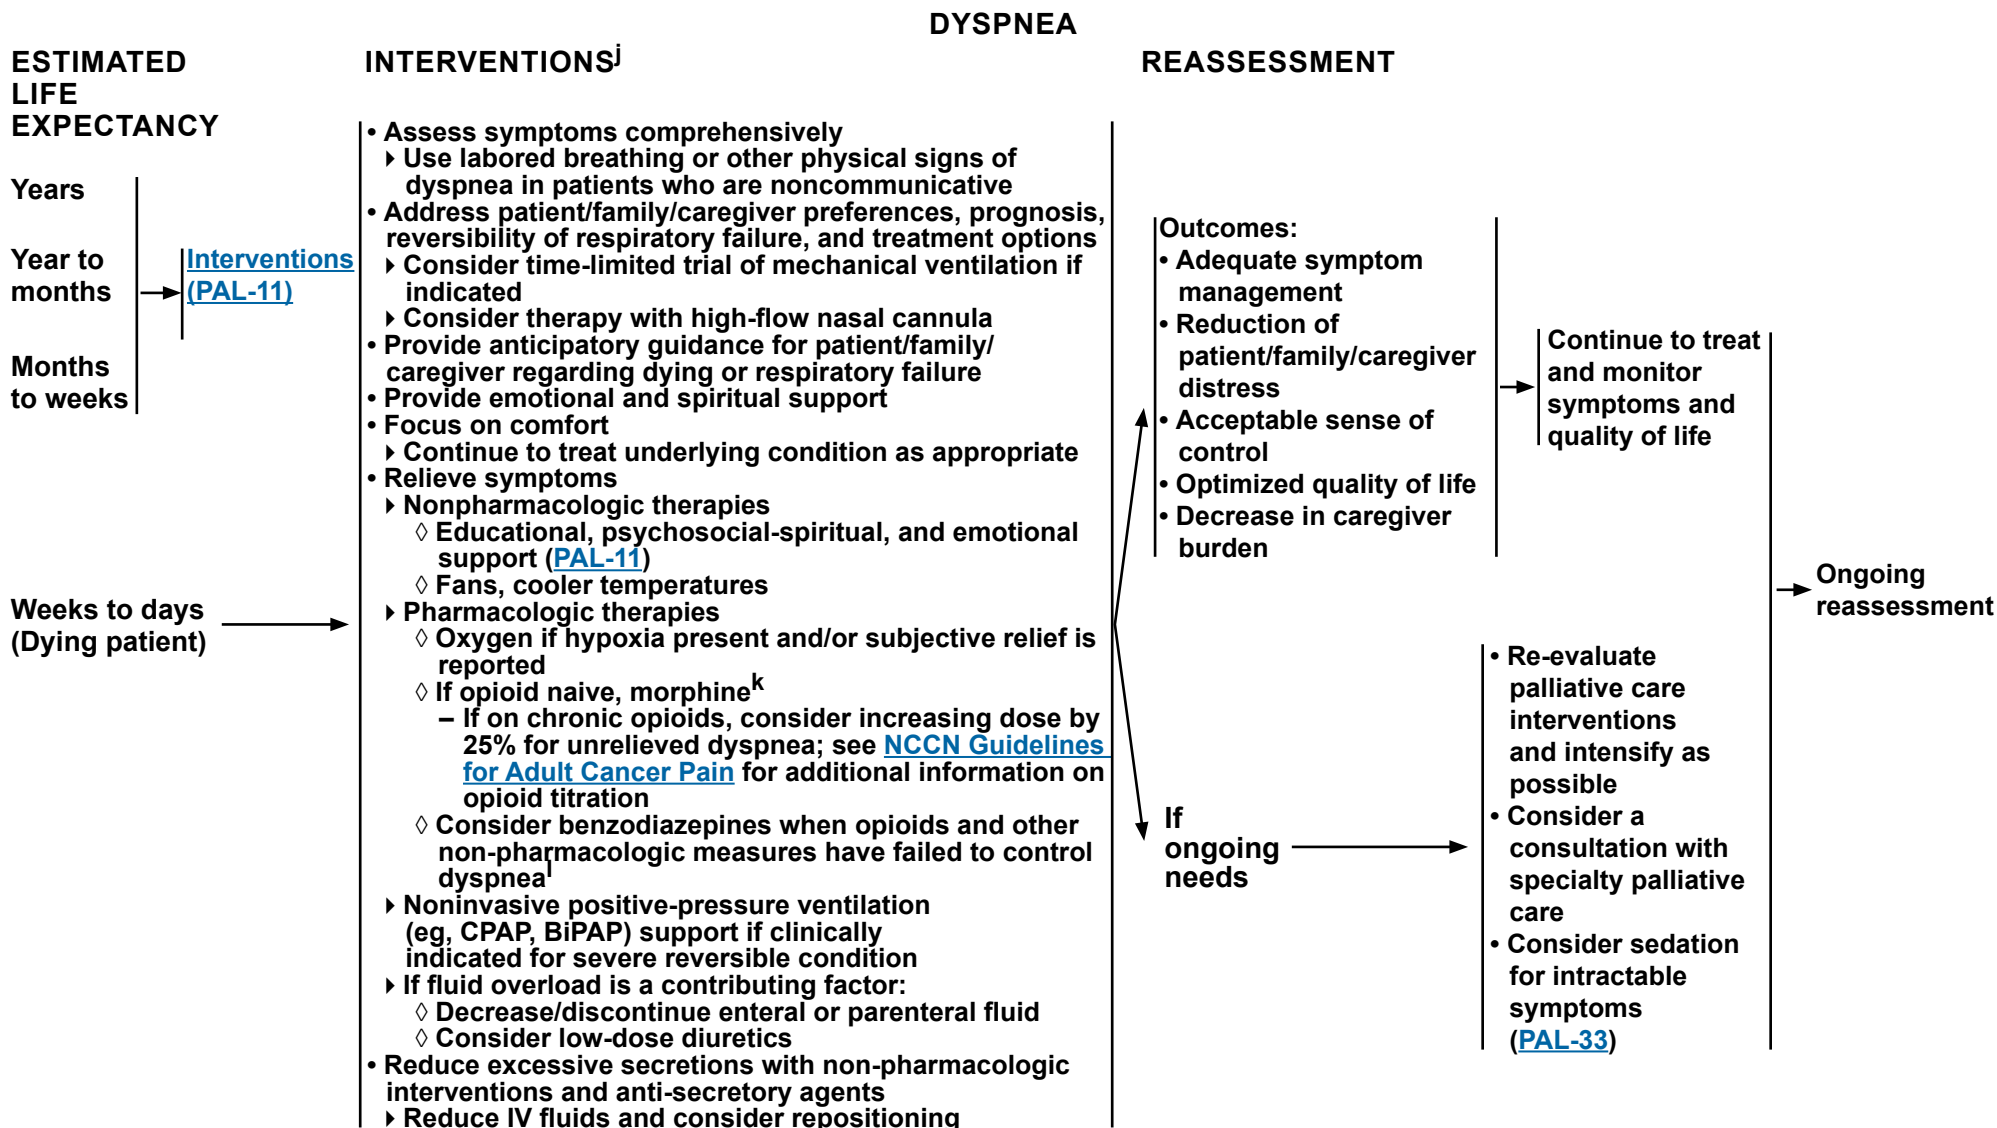 DYSPNEA
ESTIMATED
LIFE
EXPECTANCY
INTERVENTIONSj
REASSESSMENT
Years
Year to
months
Months
to weeks
Interventions
(PAL-11)
Weeks to days
(Dying patient)
• Assess symptoms comprehensively
▸ Use labored breathing or other physical signs of
dyspnea in patients who are noncommunicative
• Address patient/family/caregiver preferences, prognosis,
reversibility of respiratory failure, and treatment options
▸ Consider time-limited trial of mechanical ventilation if
indicated
▸ Consider therapy with high-flow nasal cannula
• Provide anticipatory guidance for patient/family/
caregiver regarding dying or respiratory failure
• Provide emotional and spiritual support
• Focus on comfort
▸ Continue to treat underlying condition as appropriate
• Relieve symptoms
▸ Nonpharmacologic therapies
◊ Educational, psychosocial-spiritual, and emotional
support (PAL-11)
◊ Fans, cooler temperatures
▸ Pharmacologic therapies
◊ Oxygen if hypoxia present and/or subjective relief is
reported
◊ If opioid naive, morphinek
– If on chronic opioids, consider increasing dose by
25% for unrelieved dyspnea; see NCCN Guidelines
for Adult Cancer Pain for additional information on
opioid titration
◊ Consider benzodiazepines when opioids and other
non-pharmacologic measures have failed to control
dyspneal
▸ Noninvasive positive-pressure ventilation
(eg, CPAP, BiPAP) support if clinically
indicated for severe reversible condition
▸ If fluid overload is a contributing factor:
◊ Decrease/discontinue enteral or parenteral fluid
◊ Consider low-dose diuretics
• Reduce excessive secretions with non-pharmacologic
interventions and anti-secretory agents
▸ Reduce IV fluids and consider repositioning
Outcomes:
• Adequate symptom
management
• Reduction of
patient/family/caregiver
distress
• Acceptable sense of
control
• Optimized quality of life
• Decrease in caregiver
burden
Continue to treat
and monitor
symptoms and
quality of life
If
ongoing
needs
• Re-evaluate
palliative care
interventions
and intensify as
possible
• Consider a
consultation with
specialty palliative
care
• Consider sedation
for intractable
symptoms
(PAL-33)
Ongoing
reassessment